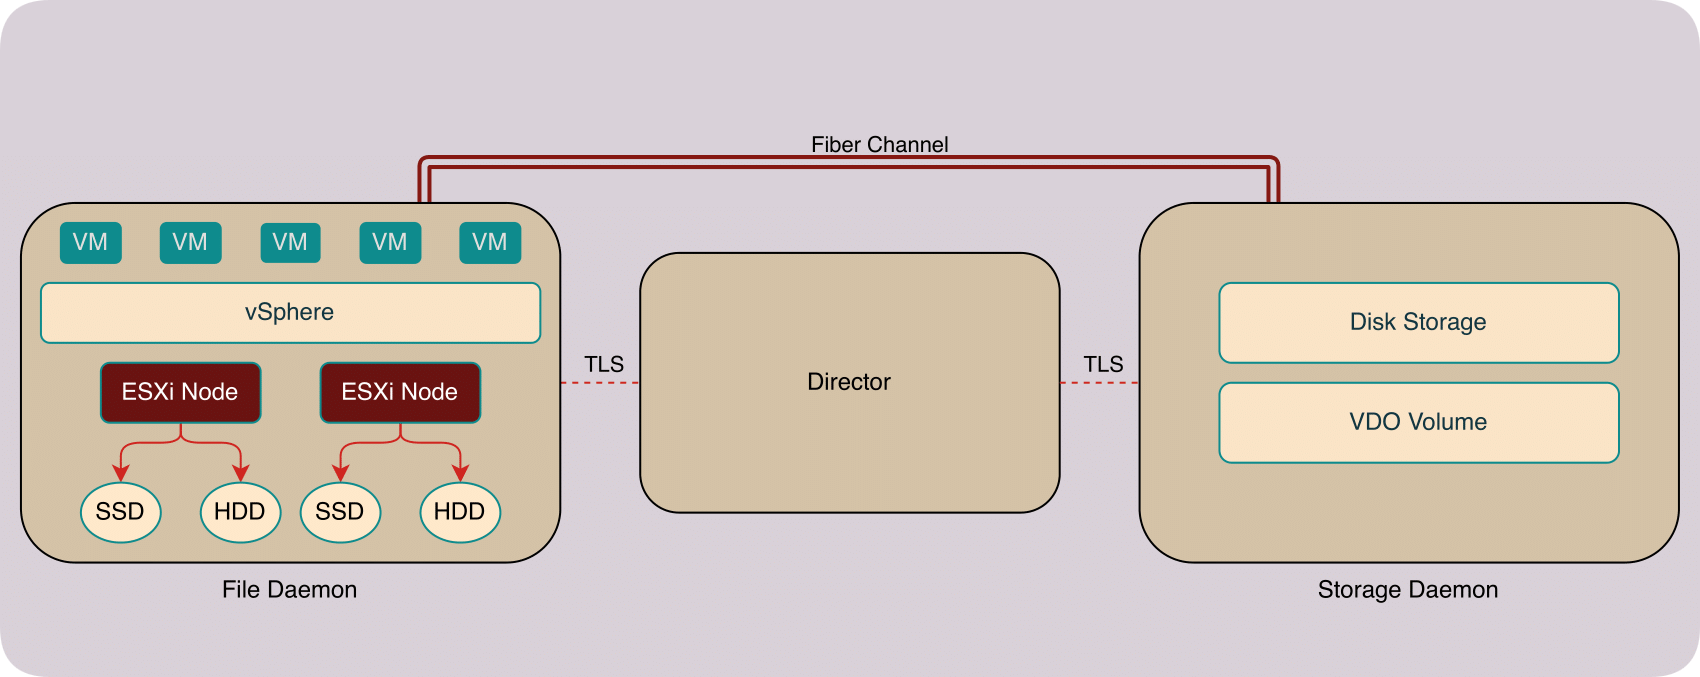 Fiber Channel
VM VM VM VM VM
vSphere
ESXi Node ESXi Node
SSD HDD SSD HDD
File Daemon
TLS
Director
TLS
Disk Storage
VDO Volume
Storage Daemon